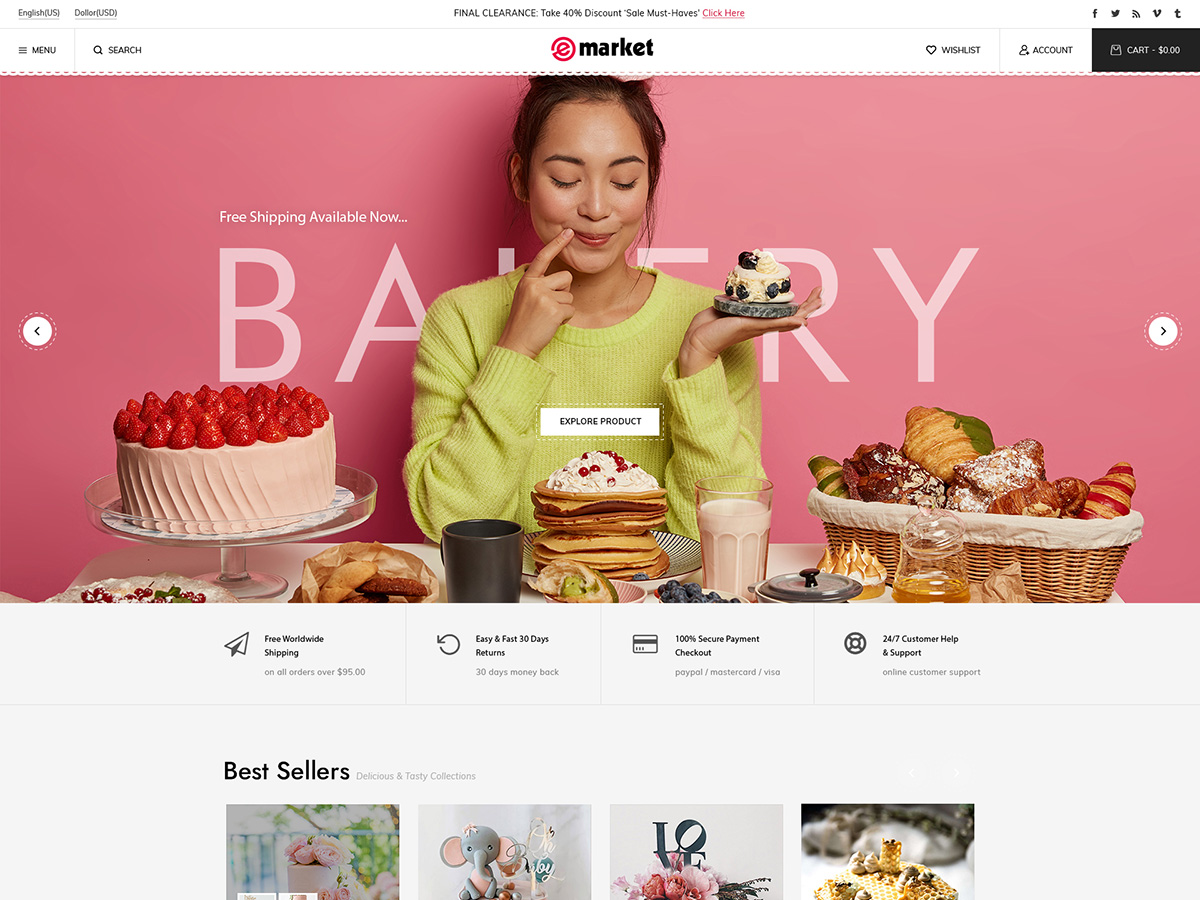 English(US) Dollor(USD) FINAL CLEARANCE: Take 40% Discount 'Sale Must-Haves' Click Here
MENU SEARCH e market WISHLIST ACCOUNT CART - $0.00
Free Shipping Available Now...
BAKERY
EXPLORE PRODUCT
Free Worldwide
Shipping
on all orders over $95.00
Easy & Fast 30 Days
Returns
30 days money back
100% Secure Payment
Checkout
paypal / mastercard / visa
24/7 Customer Help
& Support
online customer support
Best Sellers Delicious & Tasty Collections
Oh
Baby
LOVE